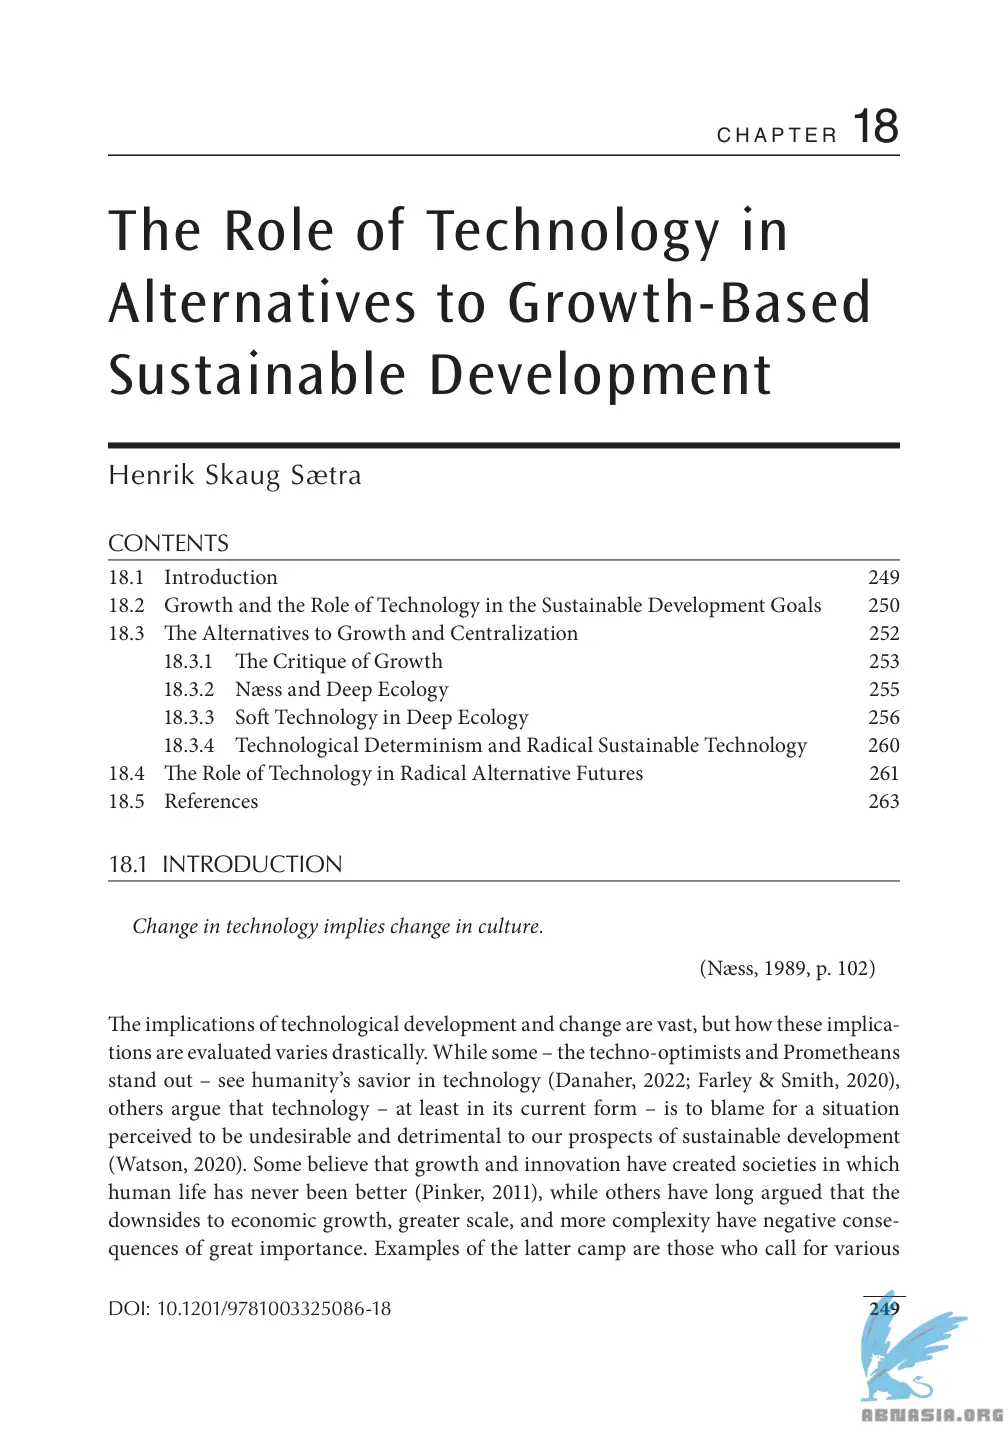 CHAPTER 18
The Role of Technology in
Alternatives to Growth-Based
Sustainable Development
Henrik Skaug Sætra
CONTENTS
18.1 Introduction 249
18.2 Growth and the Role of Technology in the Sustainable Development Goals 250
18.3 The Alternatives to Growth and Centralization 252
18.3.1 The Critique of Growth 253
18.3.2 Næss and Deep Ecology 255
18.3.3 Soft Technology in Deep Ecology 256
18.3.4 Technological Determinism and Radical Sustainable Technology 260
18.4 The Role of Technology in Radical Alternative Futures 261
18.5 References 263
18.1 INTRODUCTION
Change in technology implies change in culture.
(Næss, 1989, p. 102)
The implications of technological development and change are vast, but how these implica-
tions are evaluated varies drastically. While some – the techno-optimists and Prometheans
stand out – see humanity’s savior in technology (Danaher, 2022; Farley & Smith, 2020),
others argue that technology – at least in its current form – is to blame for a situation
perceived to be undesirable and detrimental to our prospects of sustainable development
(Watson, 2020). Some believe that growth and innovation have created societies in which
human life has never been better (Pinker, 2011), while others have long argued that the
downsides to economic growth, greater scale, and more complexity have negative conse-
quences of great importance. Examples of the latter camp are those who call for various
DOI: 10.1201/9781003325086-18 249
ABNASIA.ORG